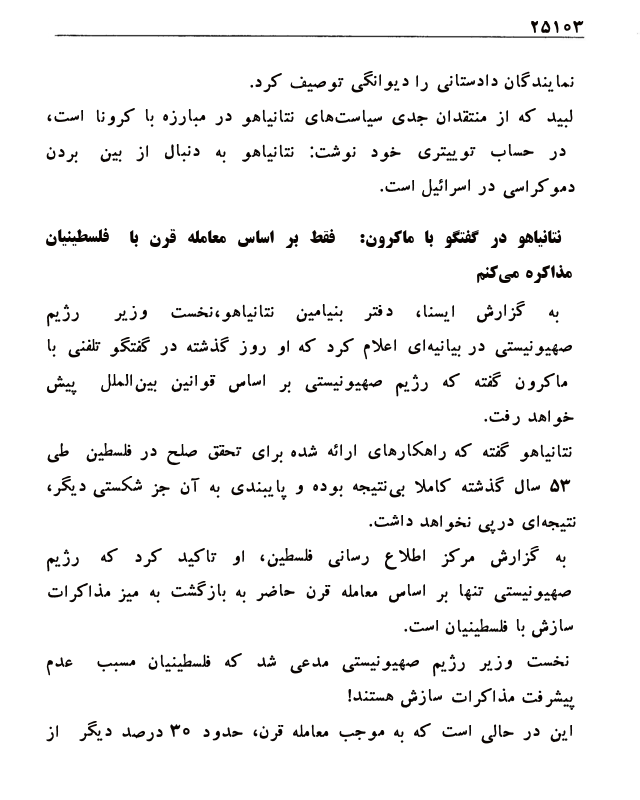 ۲۵۱۰۳
نمایندگان دادستانی را دیوانگی توصیف کرد.
لبید که از منتقدان جدی سیاست‌های نتانیاهو در مبارزه با کرونا است،
در حساب توییتری خود نوشت: نتانیاهو به دنبال از بین بردن
دموکراسی در اسرائیل است.
نتانیاهو در گفتگو با ماکرون: فقط بر اساس معامله قرن با فلسطینیان
مذاکره می‌کنم
به گزارش ایسنا، دفتر بنیامین نتانیاهو،نخست وزیر رژیم
صهیونیستی در بیانیه‌ای اعلام کرد که او روز گذشته در گفتگو تلفنی با
ماکرون گفته که رژیم صهیونیستی بر اساس قوانین بین‌الملل پیش
خواهد رفت.
نتانیاهو گفته که راهکارهای ارائه شده برای تحقق صلح در فلسطین طی
۵۳ سال گذشته کاملا بی‌نتیجه بوده و پایبندی به آن جز شکستی دیگر،
نتیجه‌ای درپی نخواهد داشت.
به گزارش مرکز اطلاع رسانی فلسطین، او تاکید کرد که رژیم
صهیونیستی تنها بر اساس معامله قرن حاضر به بازگشت به میز مذاکرات
سازش با فلسطینیان است.
نخست وزیر رژیم صهیونیستی مدعی شد که فلسطینیان مسبب عدم
پیشرفت مذاکرات سازش هستند!
این در حالی است که به موجب معامله قرن، حدود ۳۰ درصد دیگر از